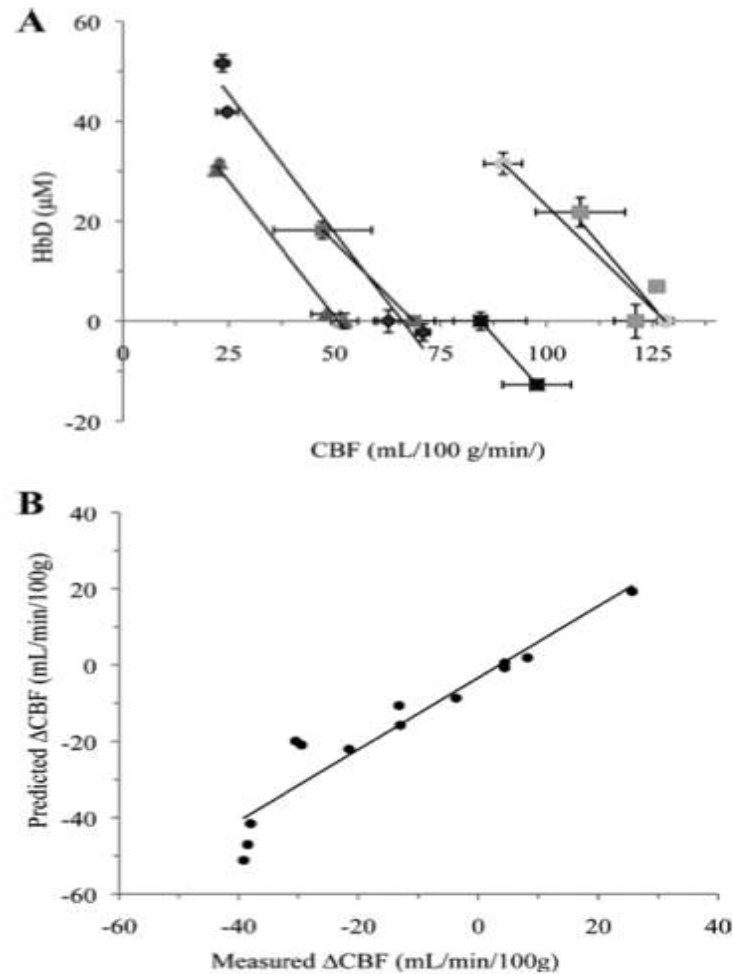 A
60
40
20
0
-20
HbD (µM)
0 25 50 75 100 125
CBF (mL/100 g/min/)
B
40
20
0
-20
-40
-60
Predicted ΔCBF (mL/min/100g)
-60 -40 -20 0 20 40
Measured ΔCBF (mL/min/100g)